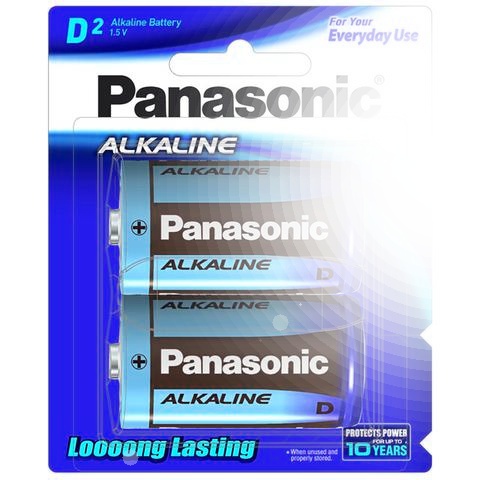 D2 Alkaline Battery
1.5 V
For Your
Everyday Use
Panasonic®
ALKALINE
ALKALINE
Panasonic
ALKALINE D
ALKALINE
Panasonic
ALKALINE D
Loooong Lasting
*When unused and
properly stored.
PROTECTS POWER
FOR UP TO
10 YEARS*